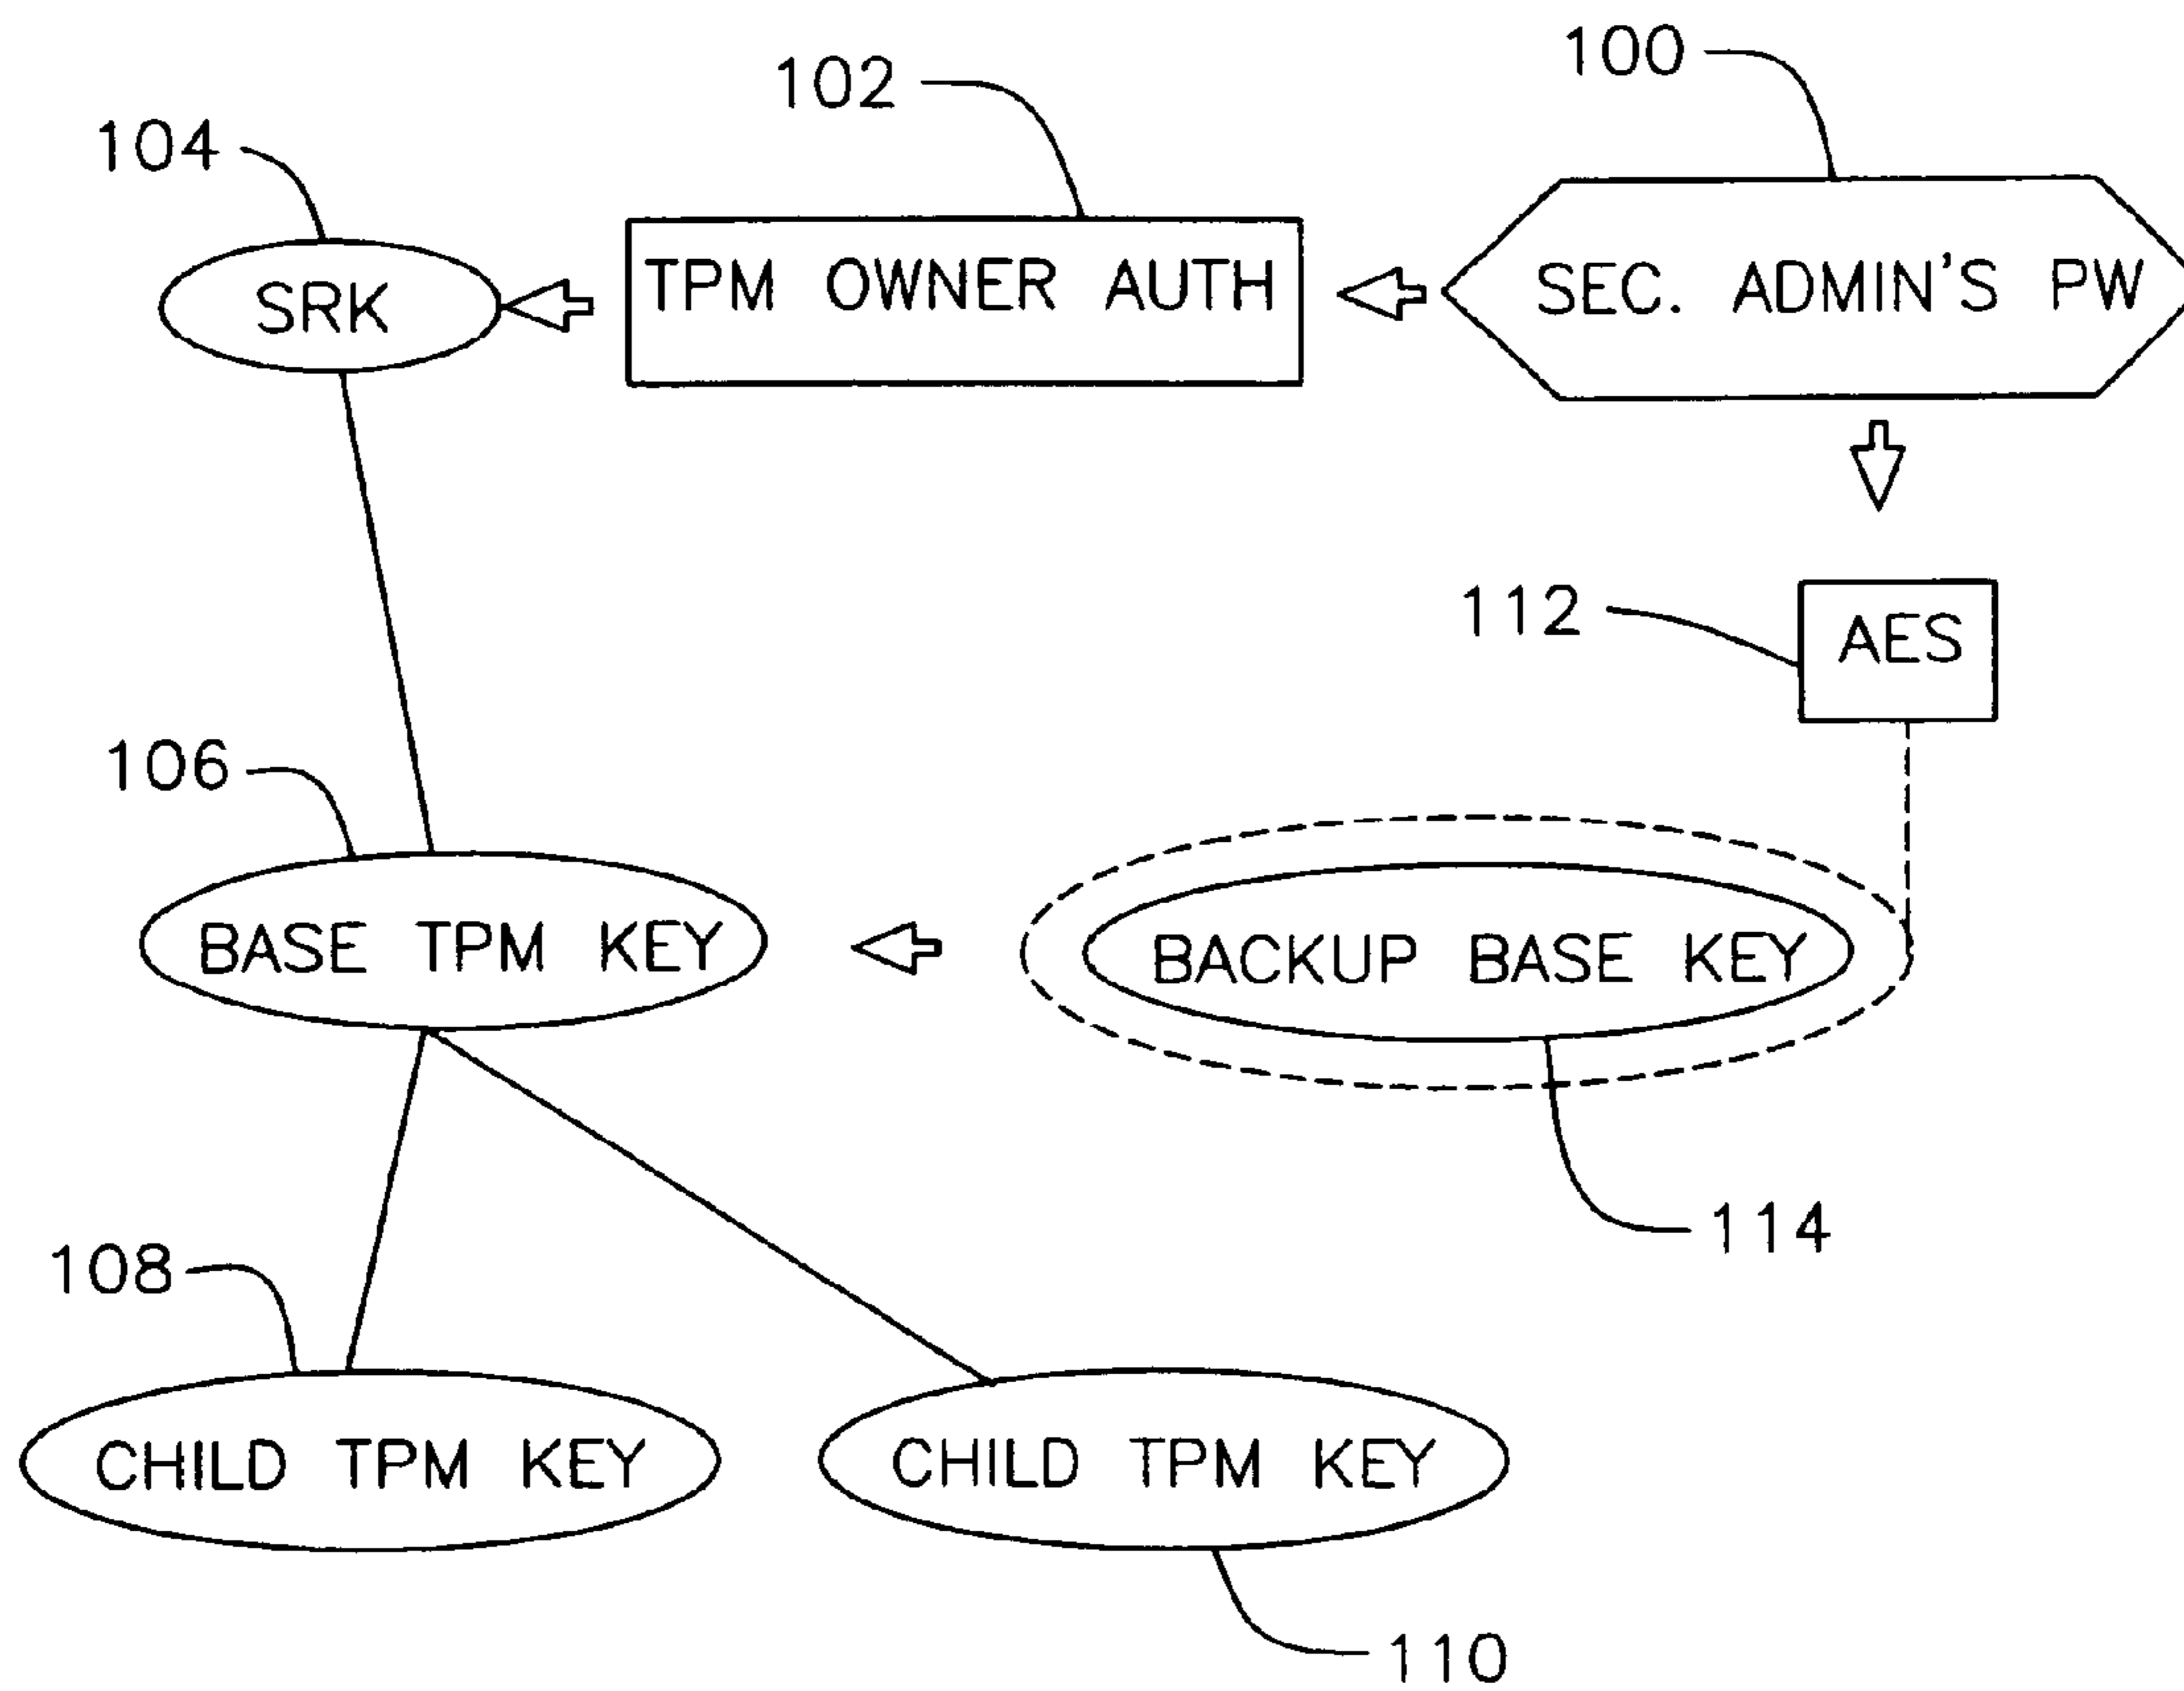 100
102
104
SRK
TPM OWNER AUTH
SEC. ADMIN'S PW
112
AES
106
BASE TPM KEY
BACKUP BASE KEY
114
108
CHILD TPM KEY
CHILD TPM KEY
110